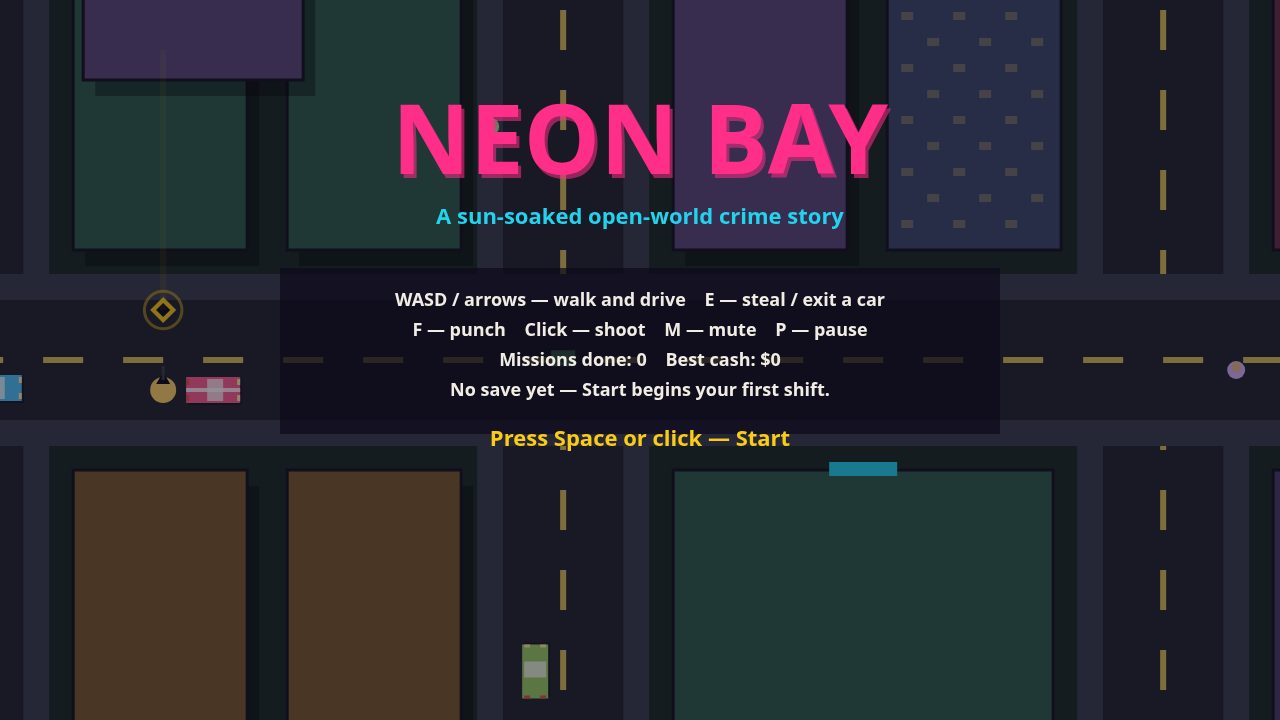 NEON BAY
A sun-soaked open-world crime story
WASD / arrows — walk and drive    E — steal / exit a car
F — punch    Click — shoot    M — mute    P — pause
Missions done: 0    Best cash: $0
No save yet — Start begins your first shift.
Press Space or click — Start